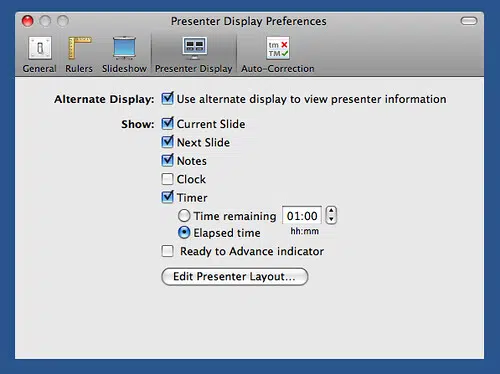 Presenter Display Preferences
General Rulers Slideshow Presenter Display tm TM Auto-Correction
Alternate Display: Use alternate display to view presenter information
Show: Current Slide
Next Slide
Notes
Clock
Timer
Time remaining 01:00
Elapsed time hh:mm
Ready to Advance indicator
Edit Presenter Layout...